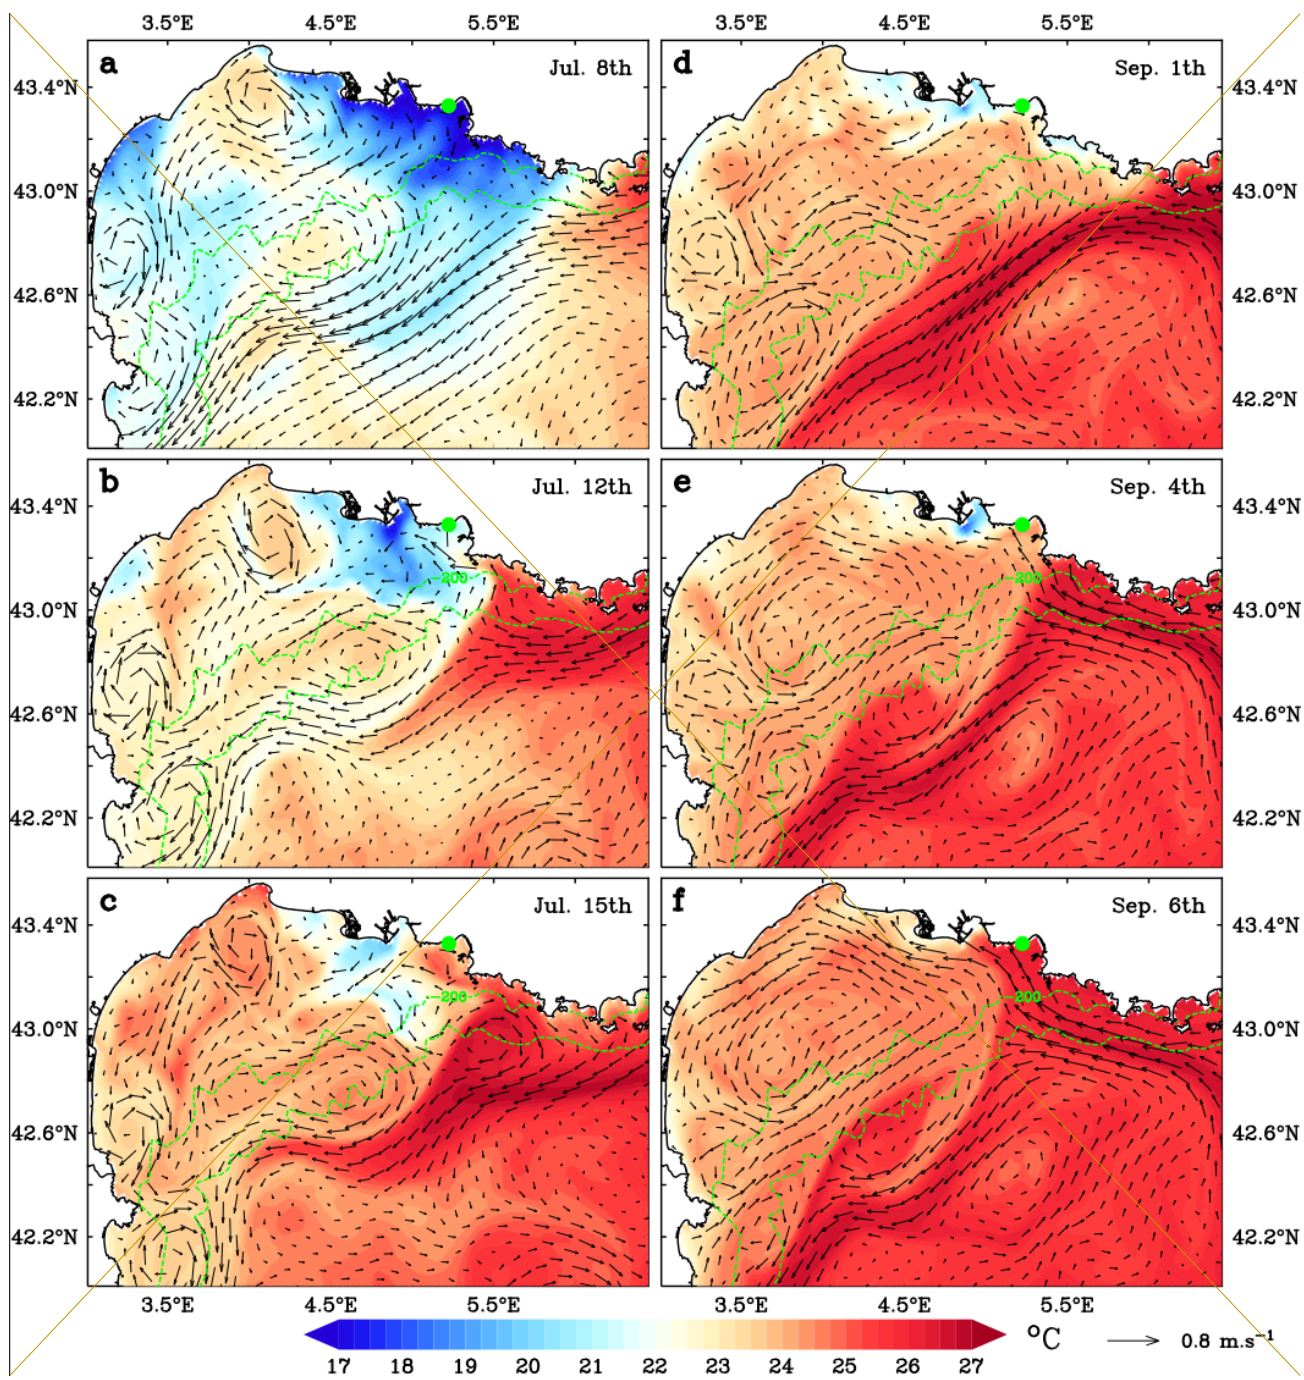 3.5°E 4.5°E 5.5°E 3.5°E 4.5°E 5.5°E
a Jul. 8th d Sep. 1th
43.4°N 43.4°N
43.0°N 43.0°N
42.6°N 42.6°N
42.2°N 42.2°N
b Jul. 12th e Sep. 4th
43.4°N 43.4°N
200 200
43.0°N 43.0°N
42.6°N 42.6°N
42.2°N 42.2°N
c Jul. 15th f Sep. 6th
43.4°N 43.4°N
200 200
43.0°N 43.0°N
42.6°N 42.6°N
42.2°N 42.2°N
3.5°E 4.5°E 5.5°E 3.5°E 4.5°E 5.5°E
°C 0.8 m.s⁻¹
17 18 19 20 21 22 23 24 25 26 27